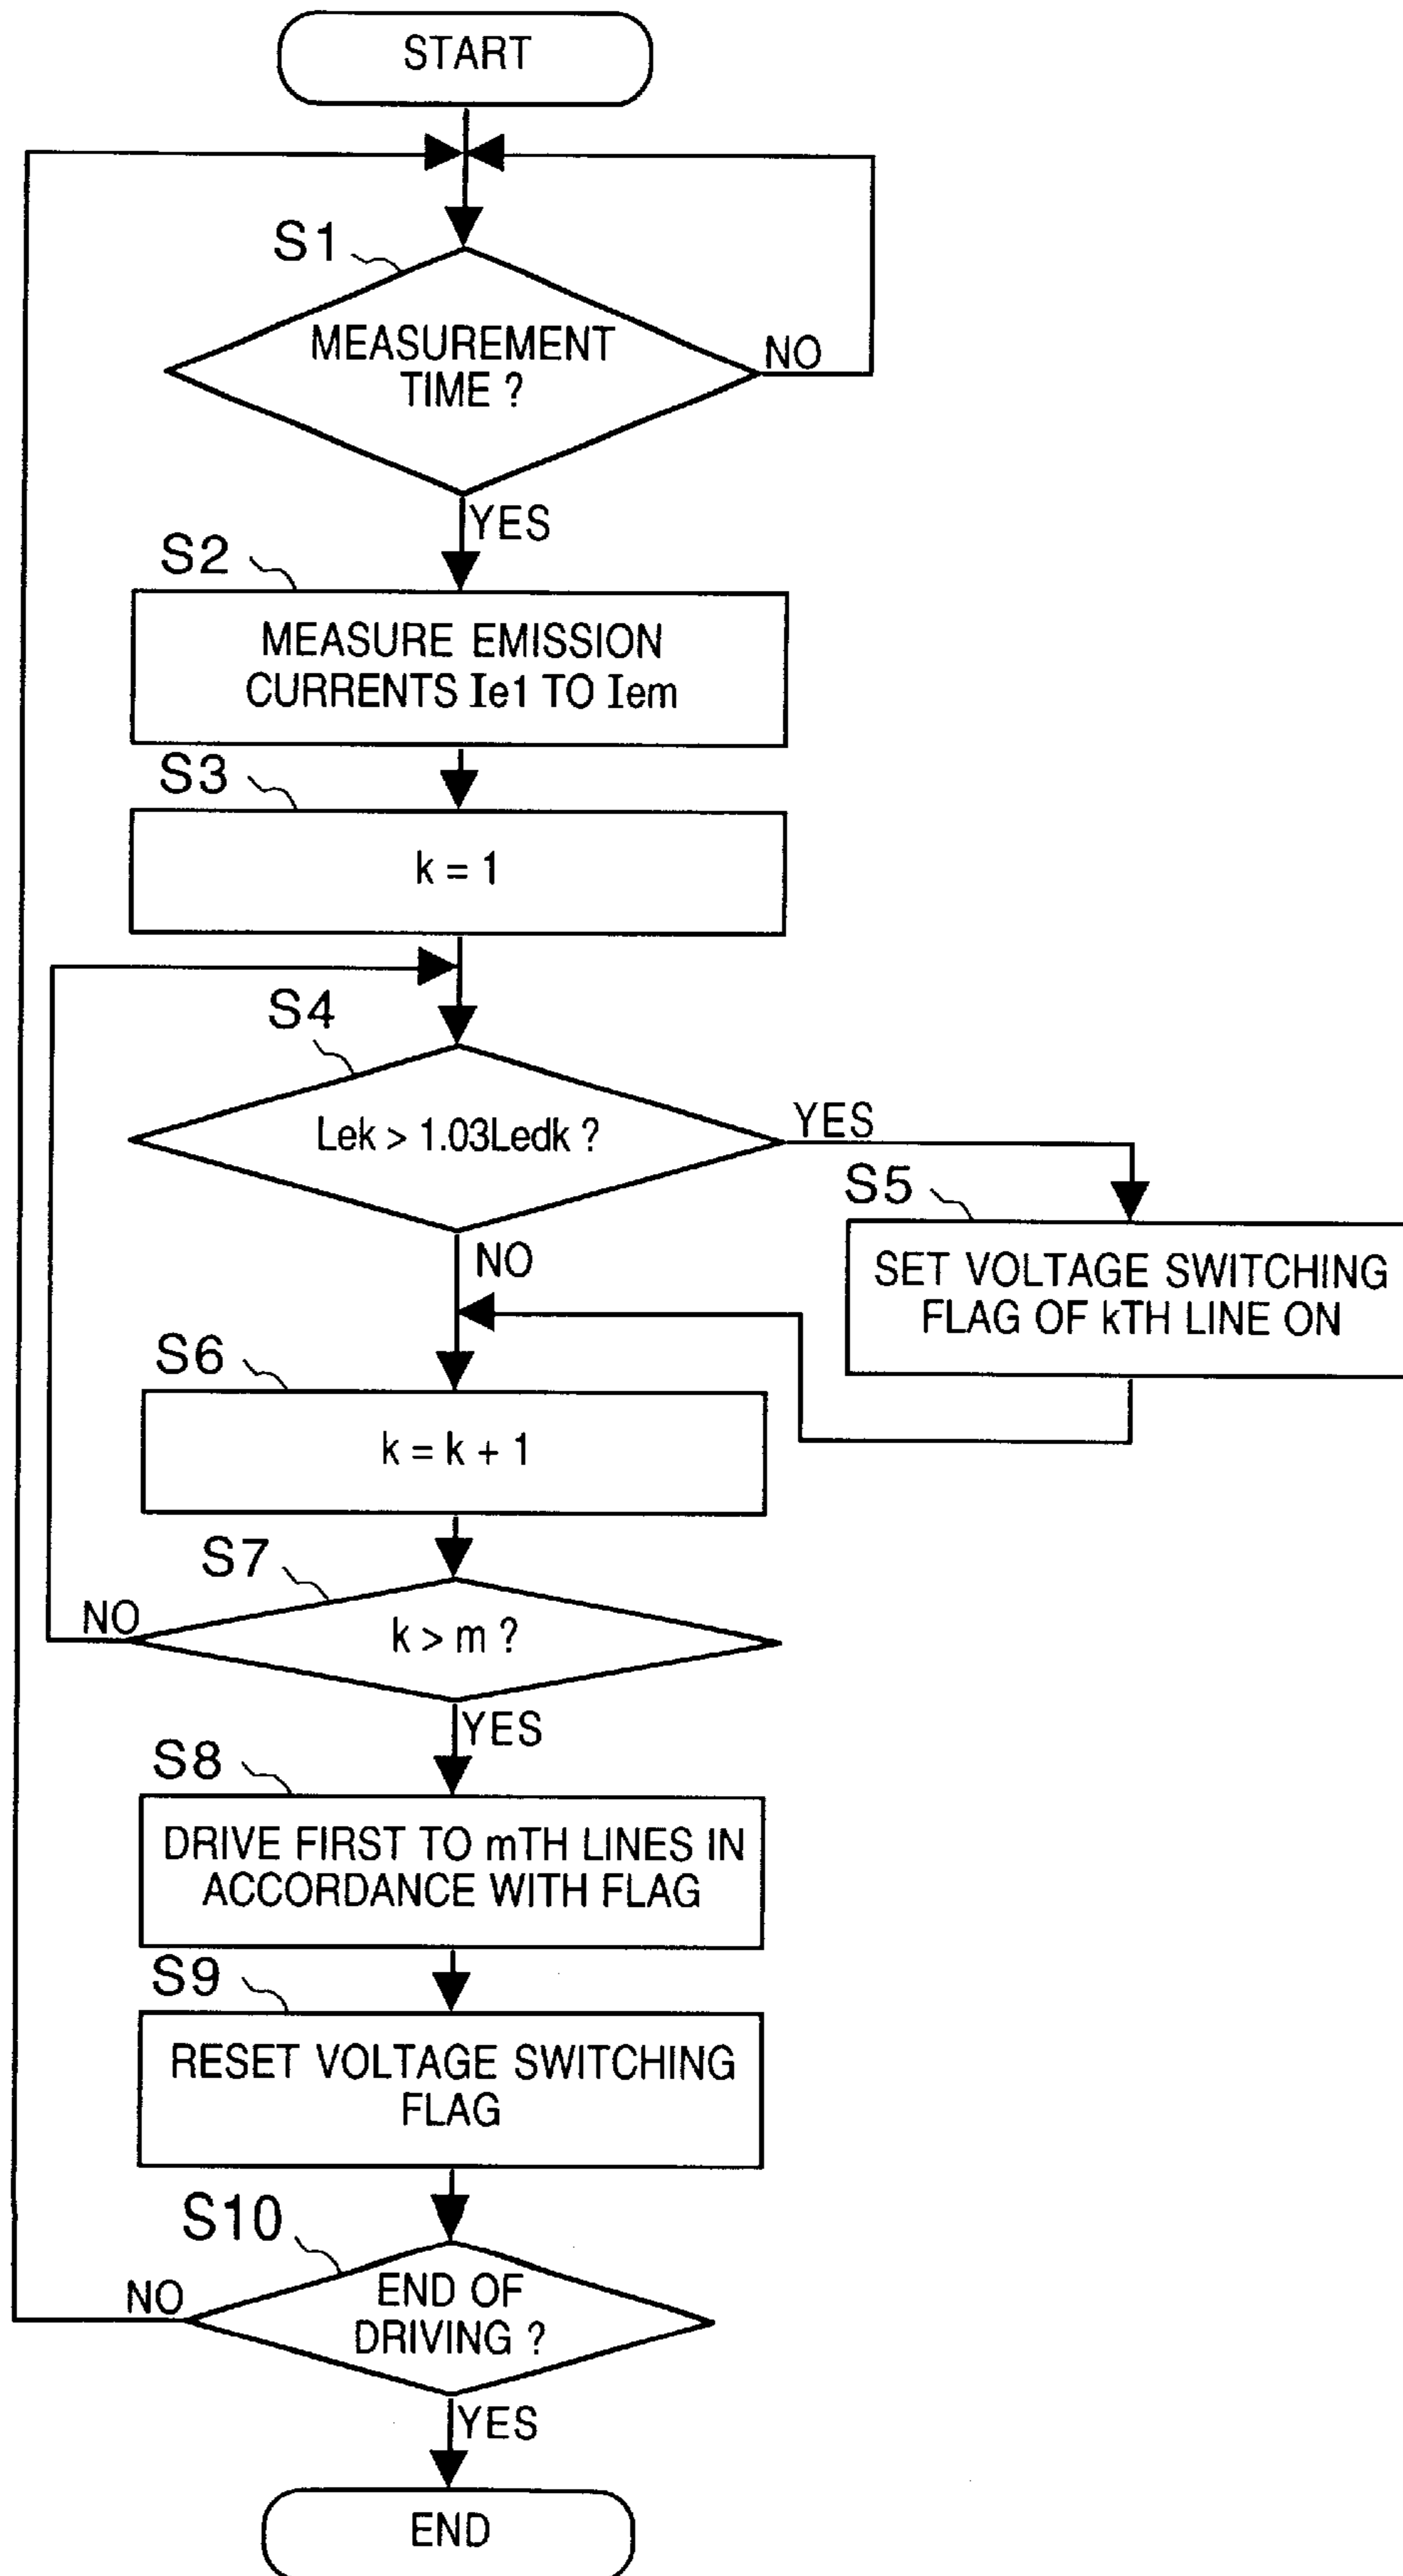 START
S1
MEASUREMENT
TIME ?
NO
YES
S2
MEASURE EMISSION
CURRENTS Ie1 TO Iem
S3
k = 1
S4
Lek > 1.03Ledk ?
YES
NO
S5
SET VOLTAGE SWITCHING
FLAG OF kTH LINE ON
S6
k = k + 1
S7
NO
k > m ?
YES
S8
DRIVE FIRST TO mTH LINES IN
ACCORDANCE WITH FLAG
S9
RESET VOLTAGE SWITCHING
FLAG
S10
NO
END OF
DRIVING ?
YES
END